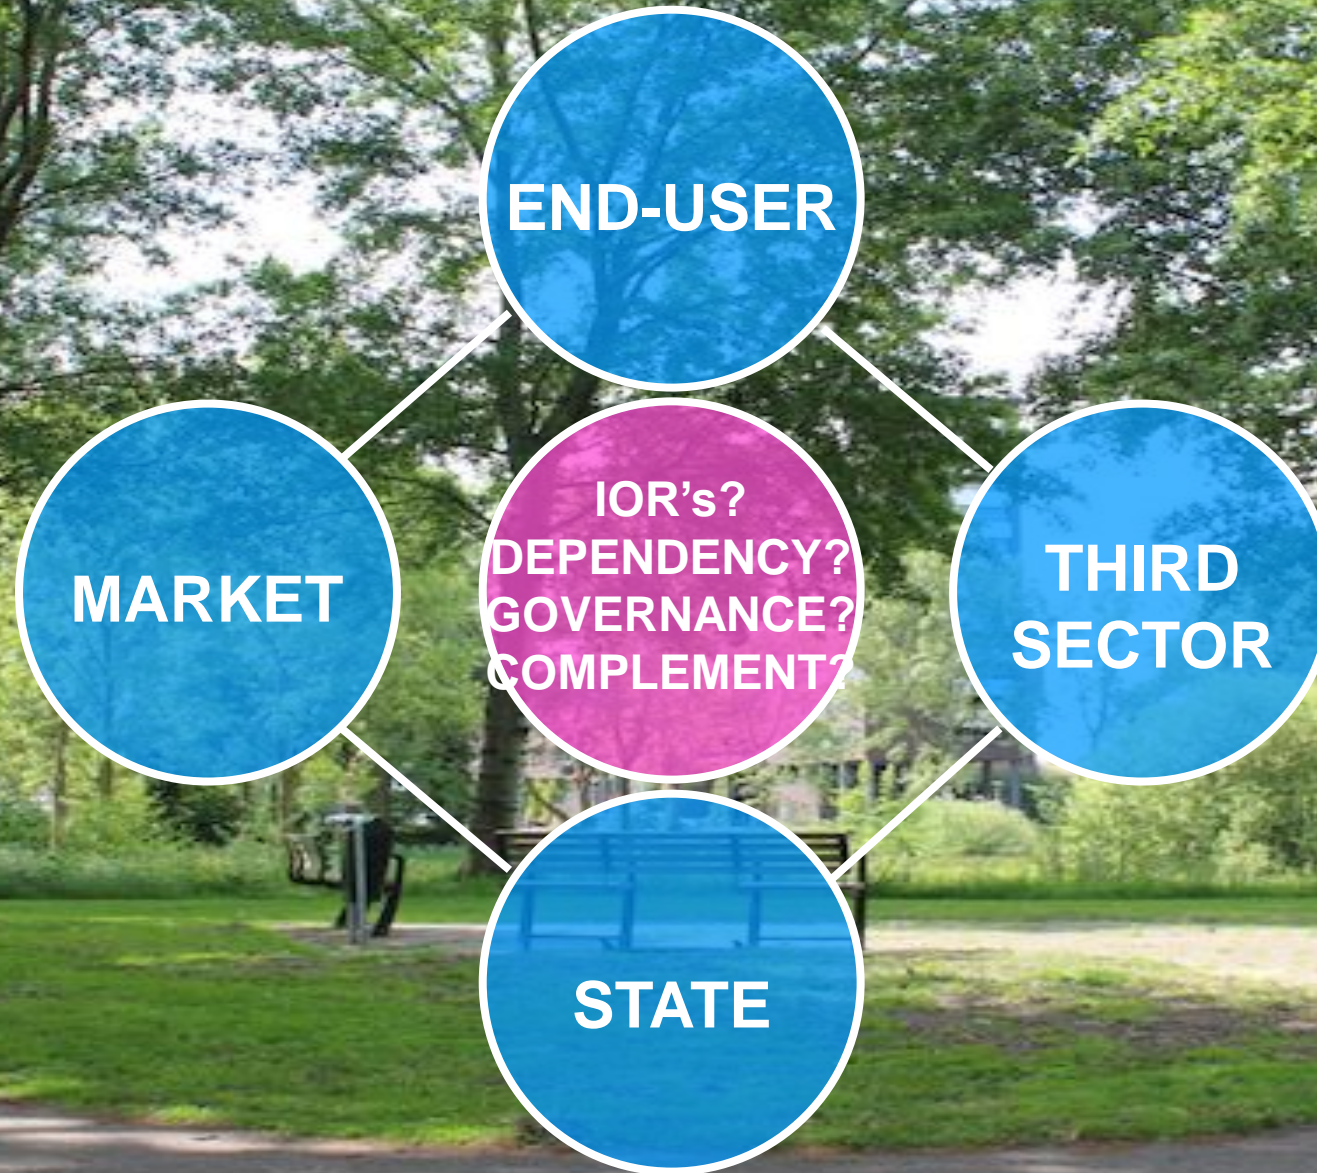 END-USER
MARKET
IOR’s?
DEPENDENCY?
GOVERNANCE?
COMPLEMENT?
THIRD
SECTOR
STATE